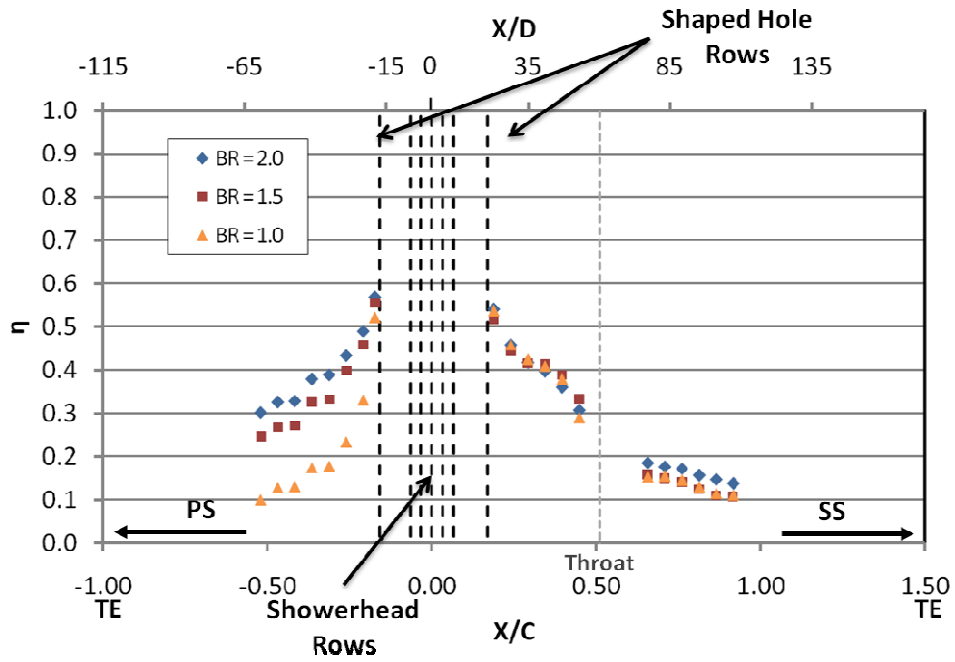 X/D
Shaped Hole
Rows
-115 -65 -15 0 35 85 135
1.0
0.9
0.8
0.7
0.6
0.5
0.4
0.3
0.2
0.1
0.0
η
BR = 2.0
BR = 1.5
BR = 1.0
PS
SS
Throat
-1.00 -0.50 0.00 0.50 1.00 1.50
TE
Showerhead
Rows
X/C
TE